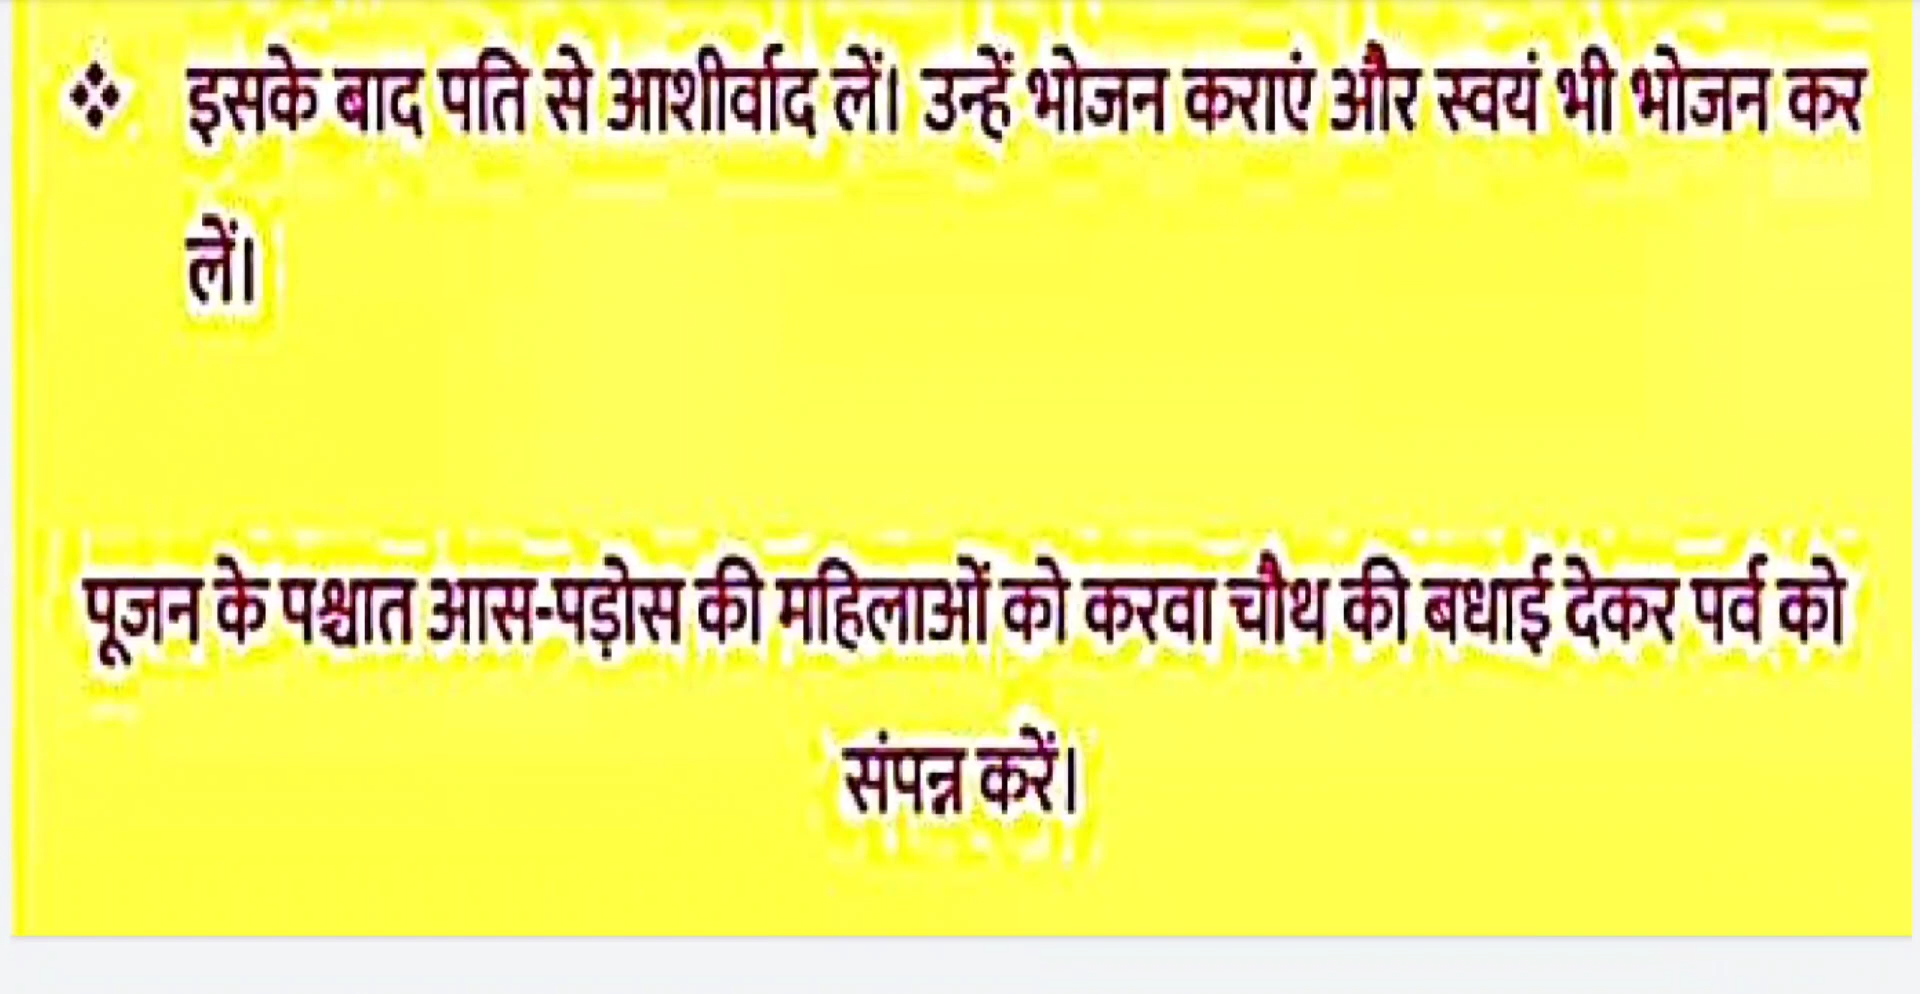 ❖ इसके बाद पति से आशीर्वाद लें। उन्हें भोजन कराएं और स्वयं भी भोजन कर
लें।
पूजन के पश्चात आस-पड़ोस की महिलाओं को करवा चौथ की बधाई देकर पर्व को
संपन्न करें।